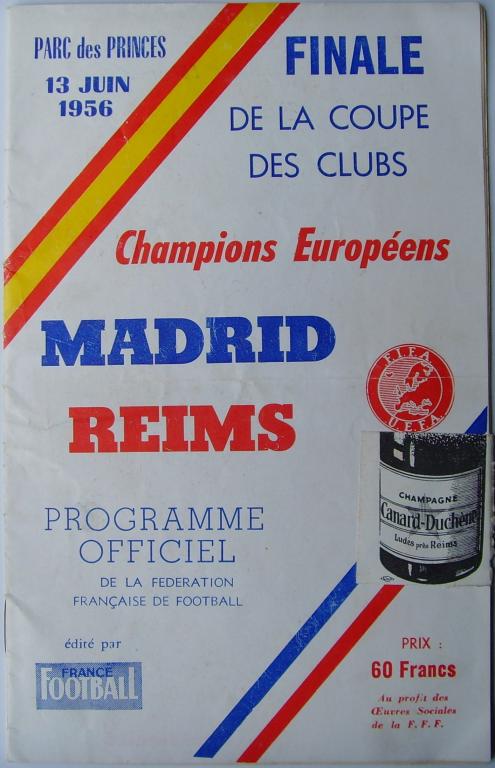 PARC des PRINCES
13 JUIN
1956
FINALE
DE LA COUPE
DES CLUBS
Champions Européens
MADRID
REIMS
F.I.F.A.
U.E.F.A.
CHAMPAGNE
Canard-Duchêne
Ludes près Reims
PROGRAMME
OFFICIEL
DE LA FEDERATION
FRANÇAISE DE FOOTBALL
édité par
FRANCE
FOOTBALL
PRIX :
60 Francs
Au profit des
Œuvres Sociales
de la F. F. F.